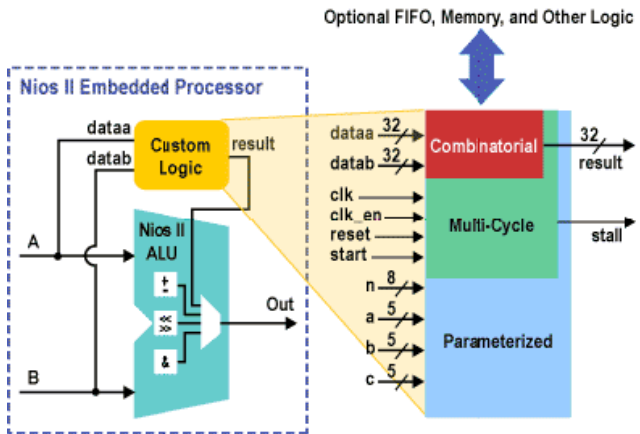 Optional FIFO, Memory, and Other Logic
Nios II Embedded Processor
dataa
datab
Custom
Logic
result
A
Nios II
ALU
+
-
<<
>>
&
Out
B
dataa
32
datab
32
clk
clk_en
reset
start
n
8
a
5
b
5
c
5
Combinatorial
Multi-Cycle
Parameterized
32
result
stall